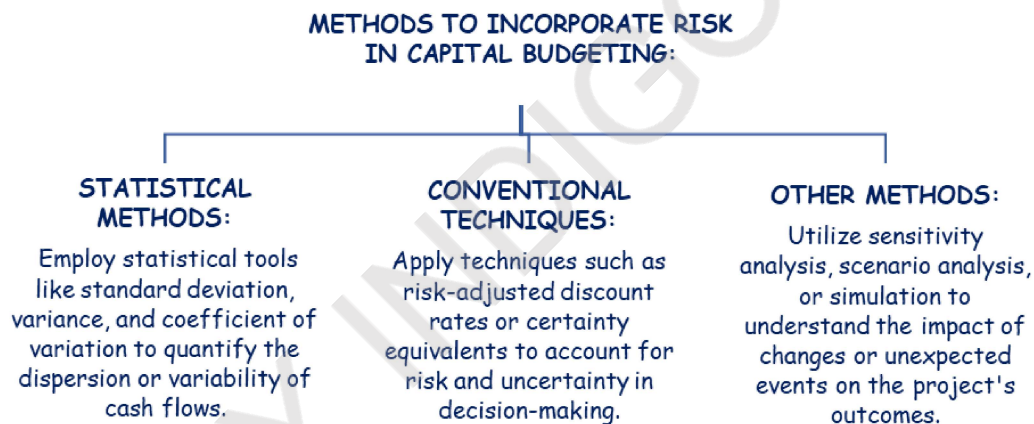 METHODS TO INCORPORATE RISK
IN CAPITAL BUDGETING:
STATISTICAL
METHODS:
Employ statistical tools
like standard deviation,
variance, and coefficient of
variation to quantify the
dispersion or variability of
cash flows.
CONVENTIONAL
TECHNIQUES:
Apply techniques such as
risk-adjusted discount
rates or certainty
equivalents to account for
risk and uncertainty in
decision-making.
OTHER METHODS:
Utilize sensitivity
analysis, scenario analysis,
or simulation to
understand the impact of
changes or unexpected
events on the project's
outcomes.